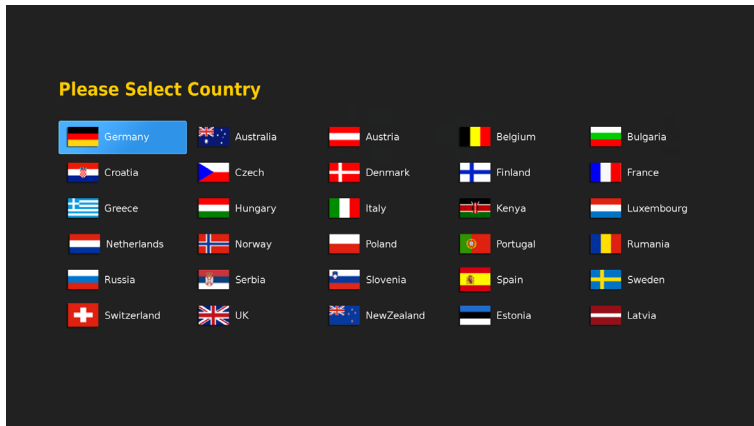 Please Select Country
Germany Australia Austria Belgium Bulgaria
Croatia Czech Denmark Finland France
Greece Hungary Italy Kenya Luxembourg
Netherlands Norway Poland Portugal Rumania
Russia Serbia Slovenia Spain Sweden
Switzerland UK NewZealand Estonia Latvia